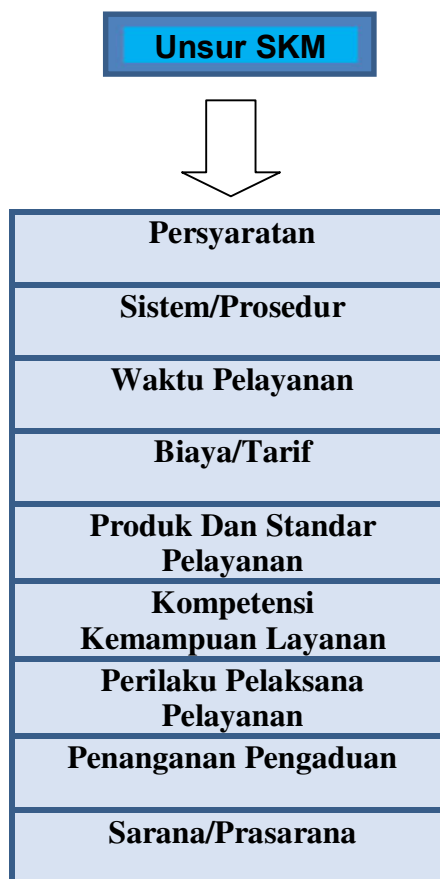 Unsur SKM
Persyaratan
Sistem/Prosedur
Waktu Pelayanan
Biaya/Tarif
Produk Dan Standar
Pelayanan
Kompetensi
Kemampuan Layanan
Perilaku Pelaksana
Pelayanan
Penanganan Pengaduan
Sarana/Prasarana